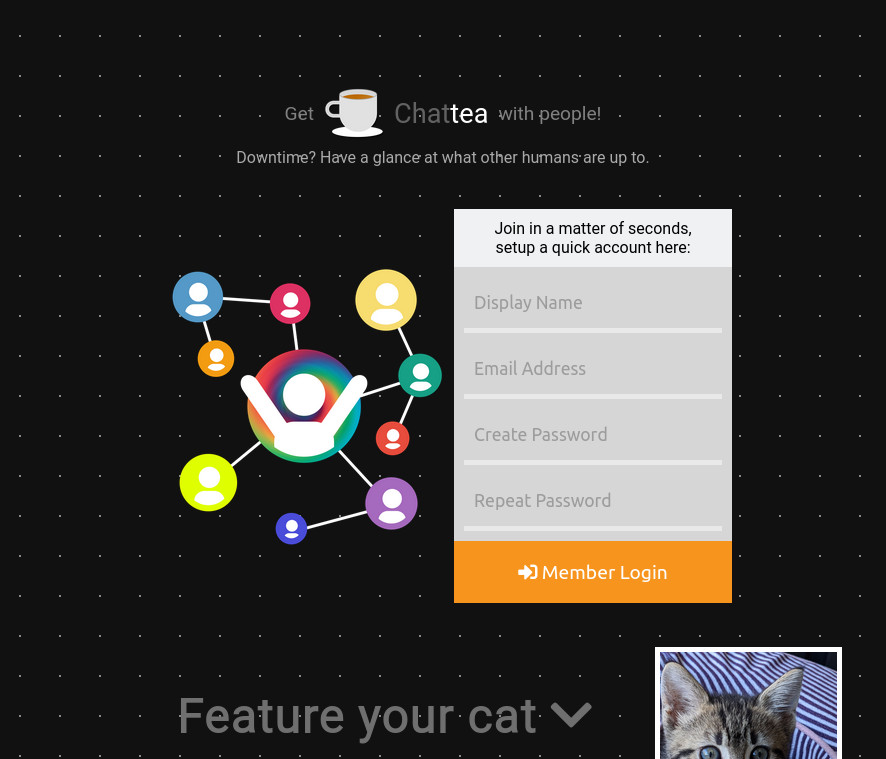 Get Chattea with people!
Downtime? Have a glance at what other humans are up to.
Join in a matter of seconds,
setup a quick account here:
Display Name
Email Address
Create Password
Repeat Password
Member Login
Feature your cat